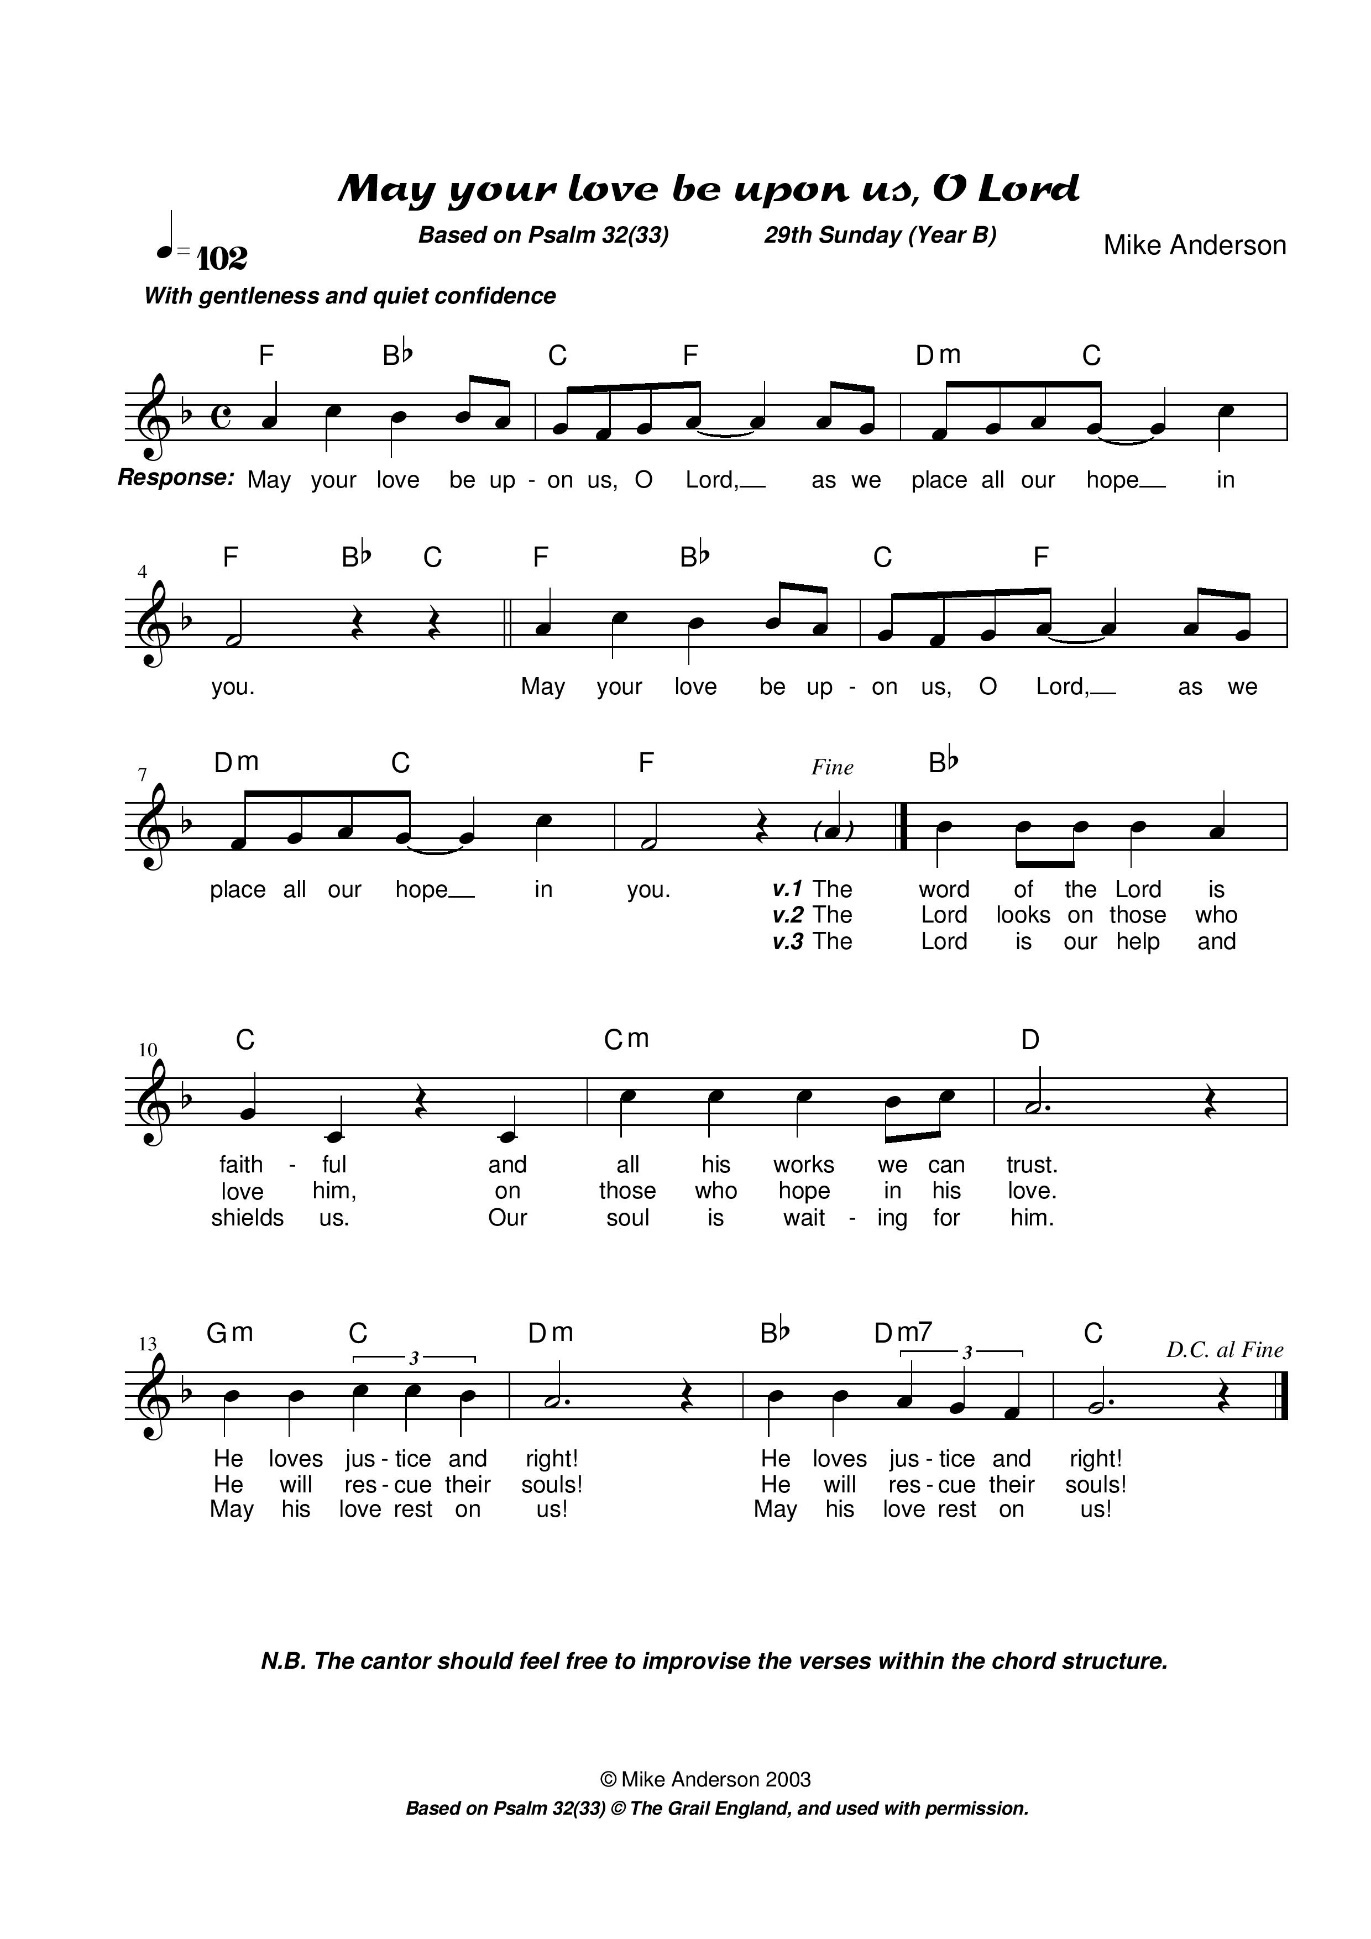 May your love be upon us, O Lord
Based on Psalm 32(33) 29th Sunday (Year B)
Mike Anderson
= 102
With gentleness and quiet confidence
F B♭ C F Dm C
Response: May your love be up - on us, O Lord, as we place all our hope in
4 F B♭ C F B♭ C F
you. May your love be up - on us, O Lord, as we
7 Dm C F Fine B♭
place all our hope in you. v.1 The word of the Lord is
v.2 The Lord looks on those who
v.3 The Lord is our help and
10 C Cm D
faith - ful and all his works we can trust.
love him, on those who hope in his love.
shields us. Our soul is wait - ing for him.
13 Gm C Dm B♭ Dm7 C D.C. al Fine
3 3
He loves jus - tice and right! He loves jus - tice and right!
He will res - cue their souls! He will res - cue their souls!
May his love rest on us! May his love rest on us!
N.B. The cantor should feel free to improvise the verses within the chord structure.
© Mike Anderson 2003
Based on Psalm 32(33) © The Grail England, and used with permission.